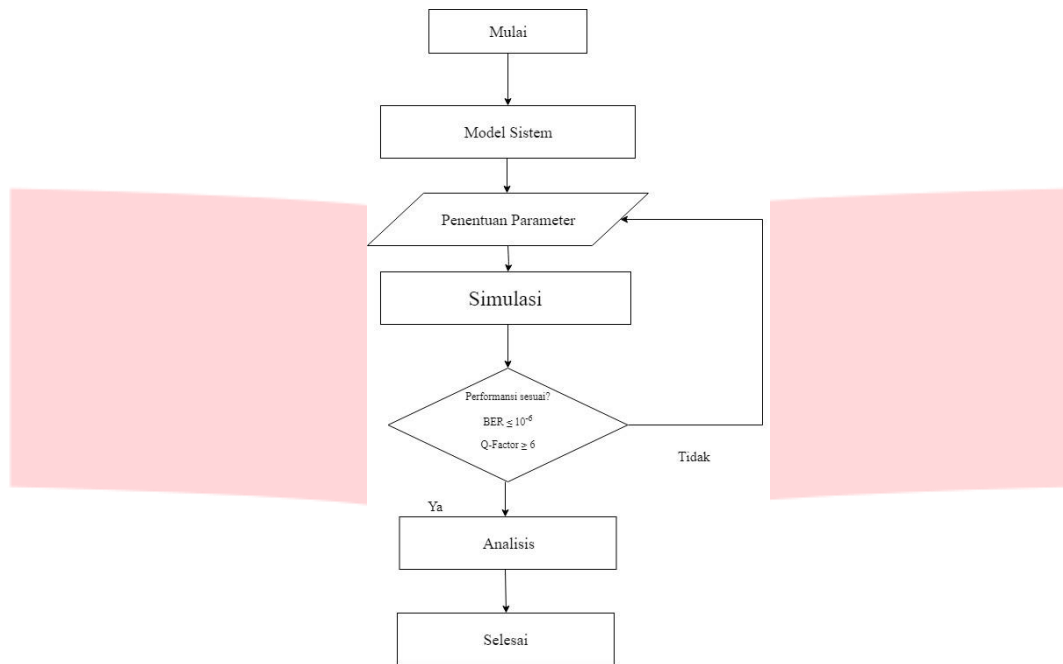 Mulai
Model Sistem
Penentuan Parameter
Simulasi
Performansi sesuai?
BER ≤ 10⁻⁶
Q-Factor ≥ 6
Tidak
Ya
Analisis
Selesai